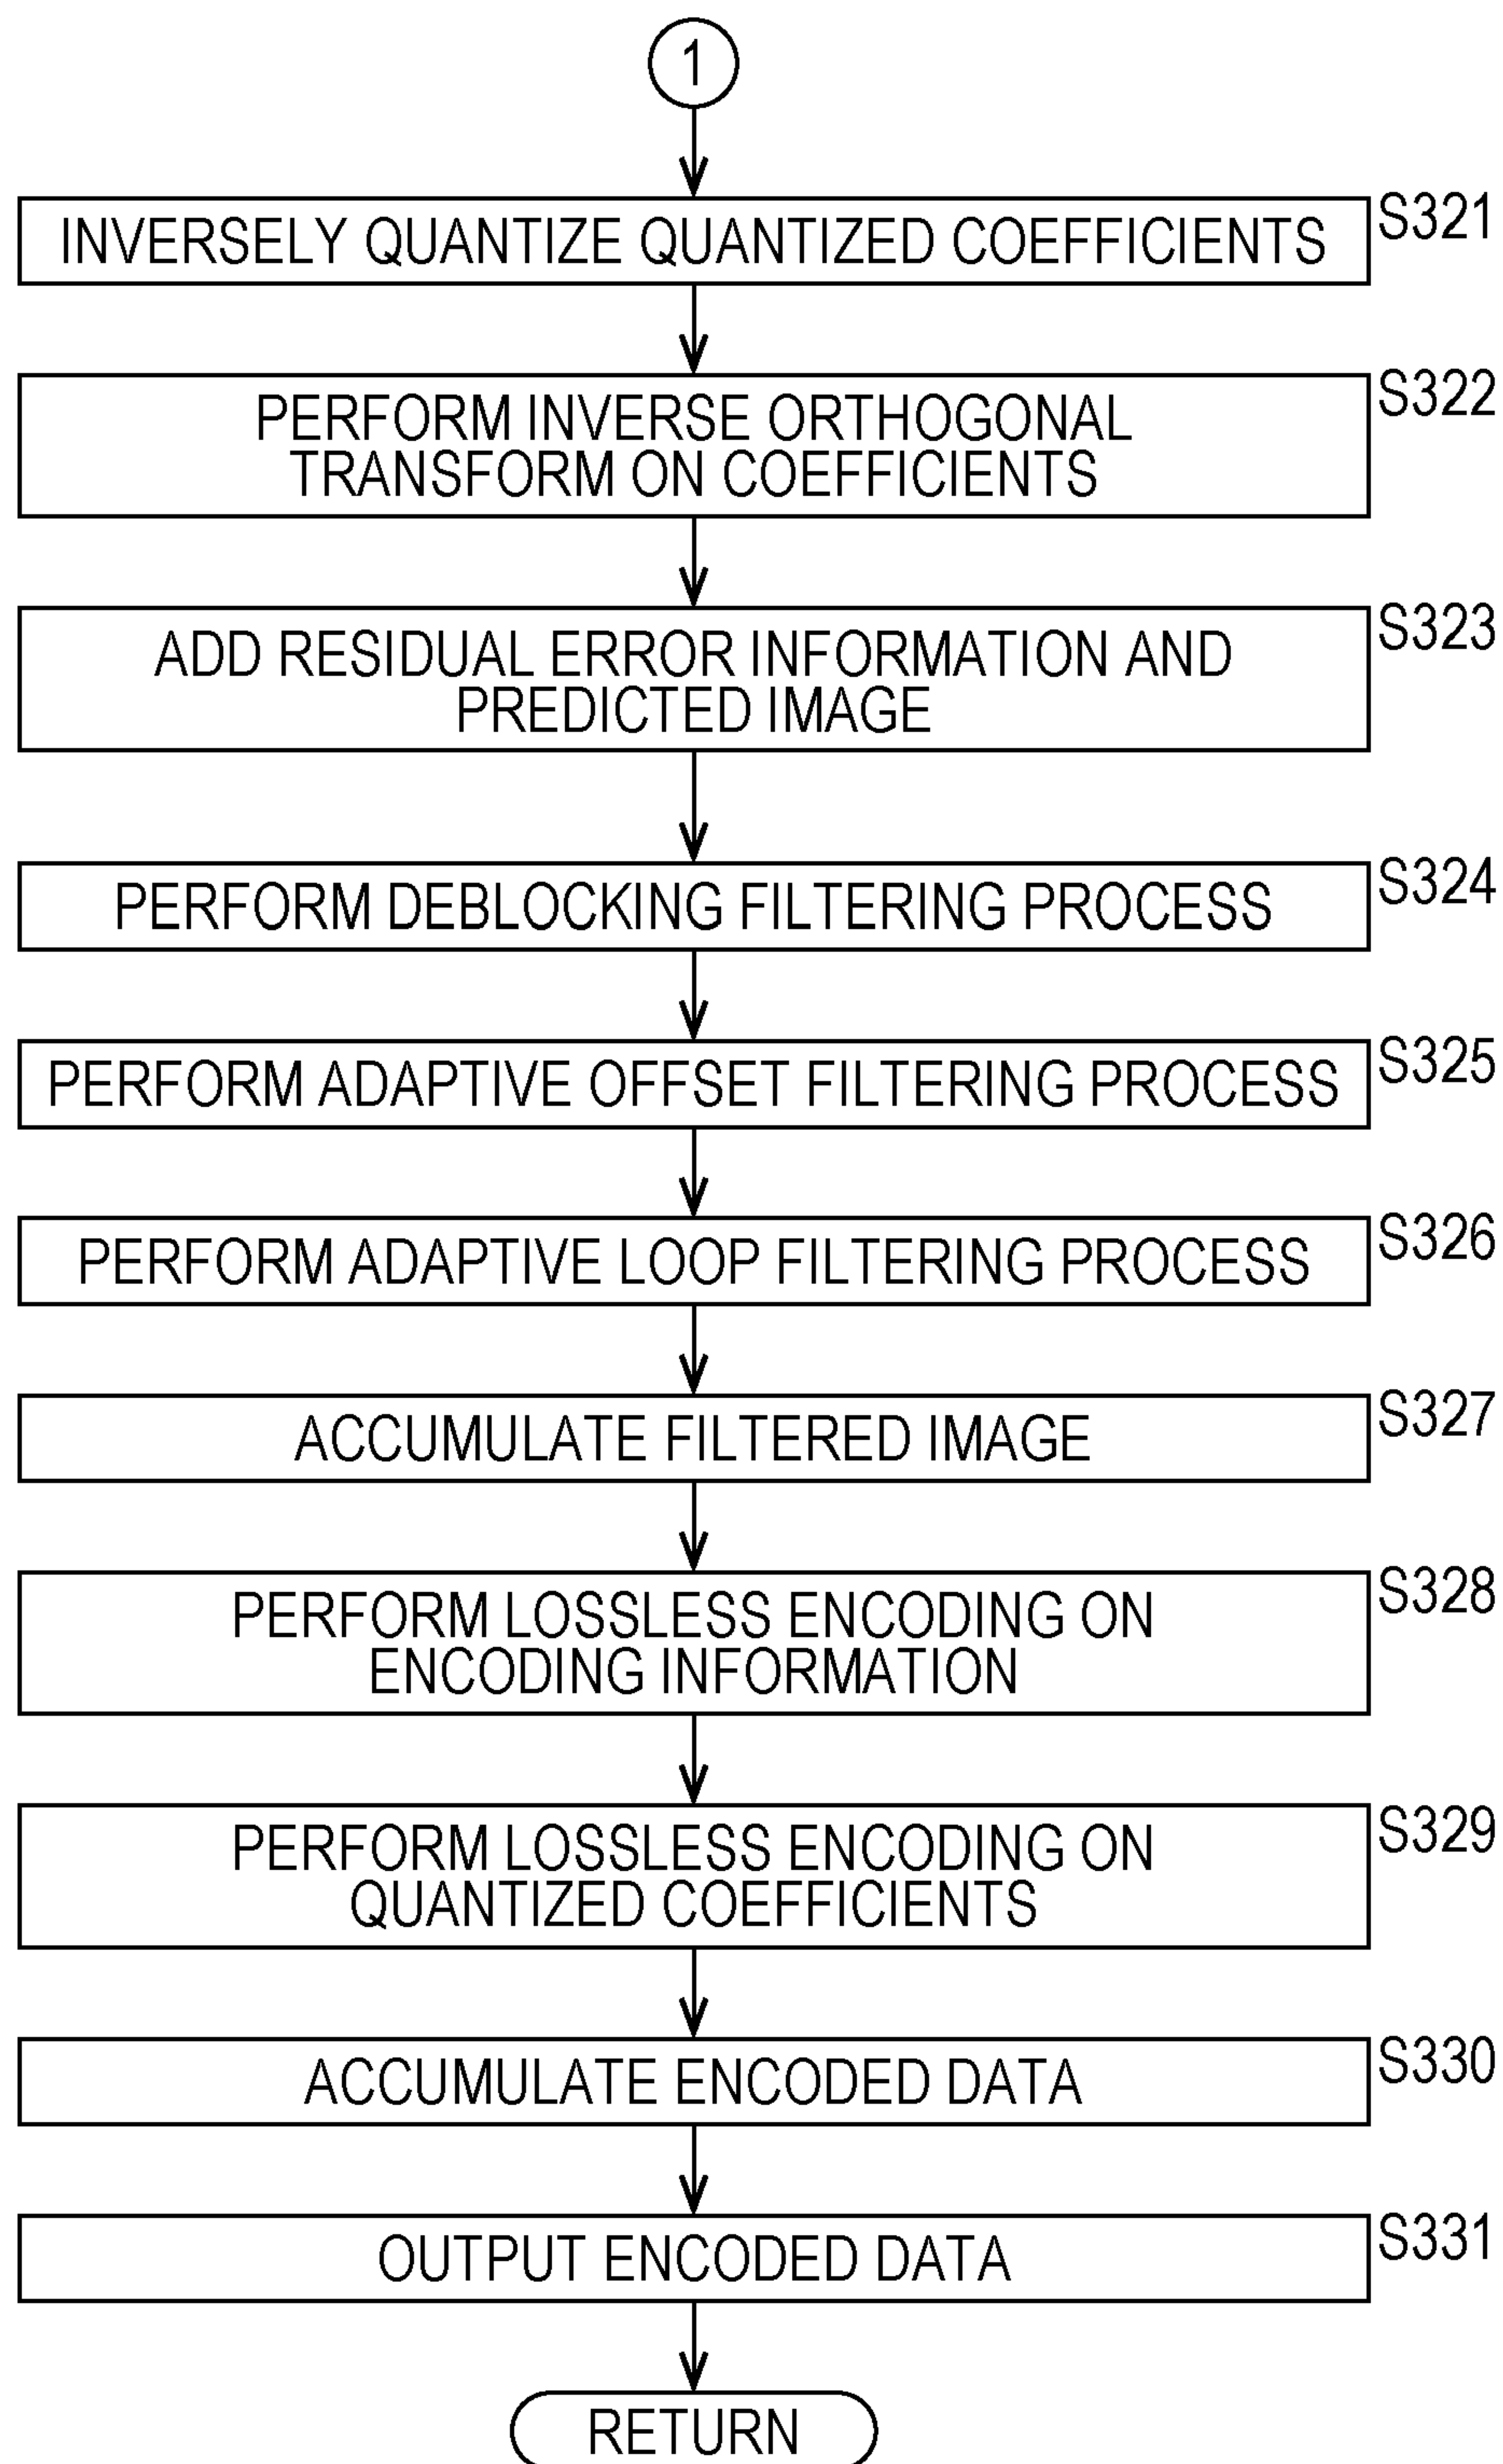 1
INVERSELY QUANTIZE QUANTIZED COEFFICIENTS
S321
PERFORM INVERSE ORTHOGONAL
TRANSFORM ON COEFFICIENTS
S322
ADD RESIDUAL ERROR INFORMATION AND
PREDICTED IMAGE
S323
PERFORM DEBLOCKING FILTERING PROCESS
S324
PERFORM ADAPTIVE OFFSET FILTERING PROCESS
S325
PERFORM ADAPTIVE LOOP FILTERING PROCESS
S326
ACCUMULATE FILTERED IMAGE
S327
PERFORM LOSSLESS ENCODING ON
ENCODING INFORMATION
S328
PERFORM LOSSLESS ENCODING ON
QUANTIZED COEFFICIENTS
S329
ACCUMULATE ENCODED DATA
S330
OUTPUT ENCODED DATA
S331
RETURN